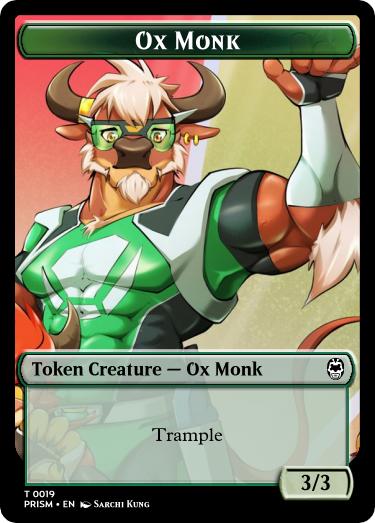 Ox Monk
Token Creature — Ox Monk
Trample
3/3
T 0019
PRISM • EN Sarchi Kung